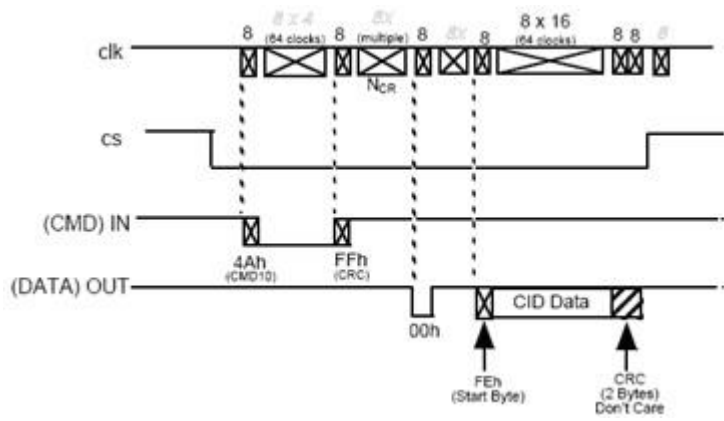 8 8 x 4 8 8x 8 8x 8 8 x 16 8 8 8
(64 clocks) (multiple) (64 clocks)
clk
NCR
cs
(CMD) IN
4Ah FFh
(CMD10) (CRC)
(DATA) OUT
CID Data
00h
FEh
(Start Byte)
CRC
(2 Bytes)
Don't Care